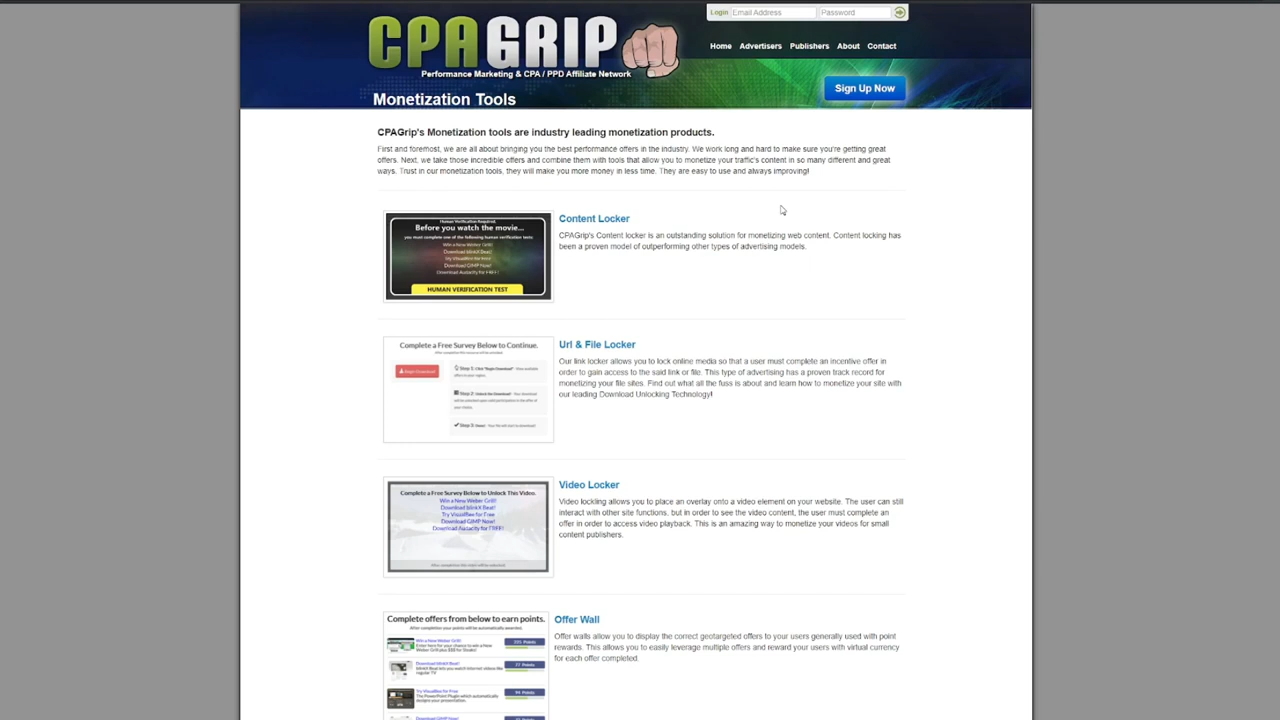 Login Email Address Password
CPAGRIP
Home Advertisers Publishers About Contact
Performance Marketing & CPA / PPD Affiliate Network
Sign Up Now
Monetization Tools
CPAGrip's Monetization tools are industry leading monetization products.
First and foremost, we are all about bringing you the best performance offers in the industry. We work long and hard to make sure you're getting great
offers. Next, we take those incredible offers and combine them with tools that allow you to monetize your traffic's content in so many different and great
ways. Trust in our monetization tools, they will make you more money in less time. They are easy to use and always improving!
Human Verification Required.
Before you watch the movie...
you must complete one of the following human verification tests:
Win a New Weber Grill!
Download Audacity for FREE!
HUMAN VERIFICATION TEST
Content Locker
CPAGrip's Content locker is an outstanding solution for monetizing web content. Content locking has
been a proven model of outperforming other types of advertising models.
Complete a Free Survey Below to Continue.
Url & File Locker
Our link locker allows you to lock online media so that a user must complete an incentive offer in
order to gain access to the said link or file. This type of advertising has a proven track record for
monetizing your file sites. Find out what all the fuss is about and learn how to monetize your site with
our leading Download Unlocking Technology!
Complete a Free Survey Below to Unlock This Video.
Win a New Weber Grill!
Try VisualBee for Free
Download GIMP Now!
Download Audacity for FREE!
Video Locker
Video lockling allows you to place an overlay onto a video element on your website. The user can still
interact with other site functions, but in order to see the video content, the user must complete an
offer in order to access video playback. This is an amazing way to monetize your videos for small
content publishers.
Complete offers from below to earn points.
After completion your points will be automatically awarded.
Win a New Weber Grill!
Offer Wall
Offer walls allow you to display the correct geotargeted offers to your users generally used with point
rewards. This allows you to easily leverage multiple offers and reward your users with virtual currency
for each offer completed.